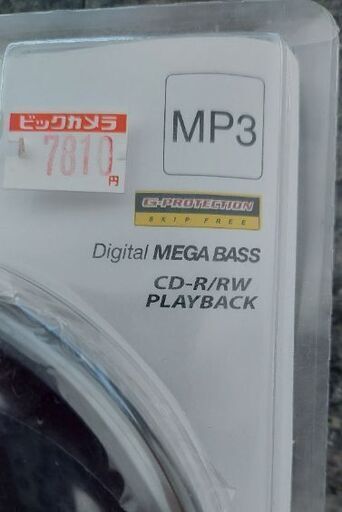 ビックカメラ
7810
円
MP3
G-PROTECTION
SKIP FREE
Digital MEGA BASS
CD-R/RW
PLAYBACK